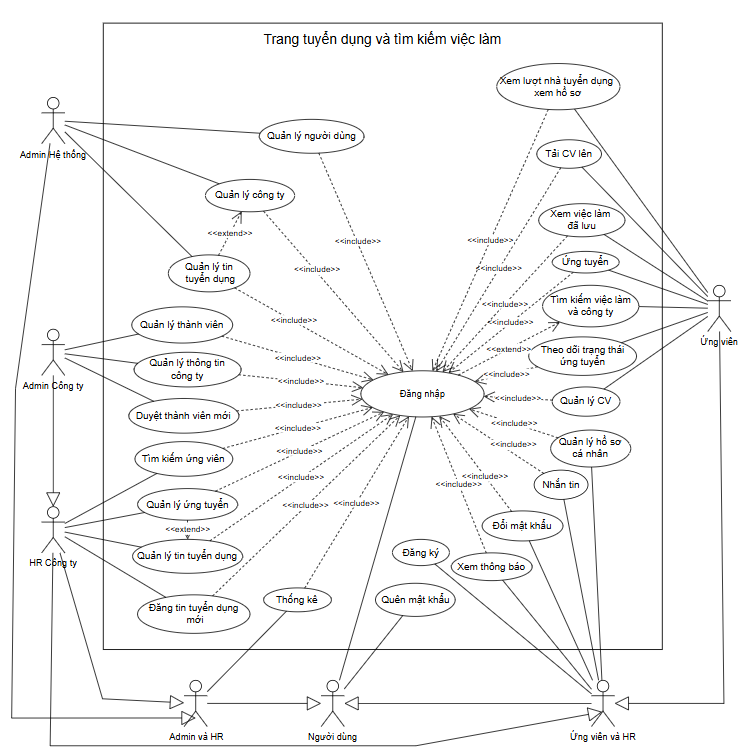 Trang tuyển dụng và tìm kiếm việc làm
Xem lượt nhà tuyển dụng
xem hồ sơ
Quản lý người dùng
Admin Hệ thống
Tải CV lên
Quản lý công ty
Xem việc làm
đã lưu
<<extend>>
<<include>>
<<include>>
Ứng tuyển
<<include>>
Quản lý tin
tuyển dụng
<<include>>
<<include>>
Tìm kiếm việc làm
và công ty
<<include>>
Quản lý thành viên
<<include>>
<<include>>
Ứng viên
<<include>>
<<extend>>
Theo dõi trạng thái
ứng tuyển
Quản lý thông tin
công ty
<<include>>
<<include>>
Admin Công ty
Đăng nhập
<<include>>
Quản lý CV
<<include>>
Duyệt thành viên mới
<<include>>
<<include>>
Quản lý hồ sơ
cá nhân
Tìm kiếm ứng viên
<<include>>
<<include>>
<<include>>
Nhắn tin
<<include>>
<<include>>
<<include>>
Quản lý ứng tuyển
<<extend>>
Đổi mật khẩu
Quản lý tin tuyển dụng
HR Công ty
Đăng ký
Xem thông báo
Thống kê
Quên mật khẩu
Đăng tin tuyển dụng
mới
Admin và HR
Người dùng
Ứng viên và HR